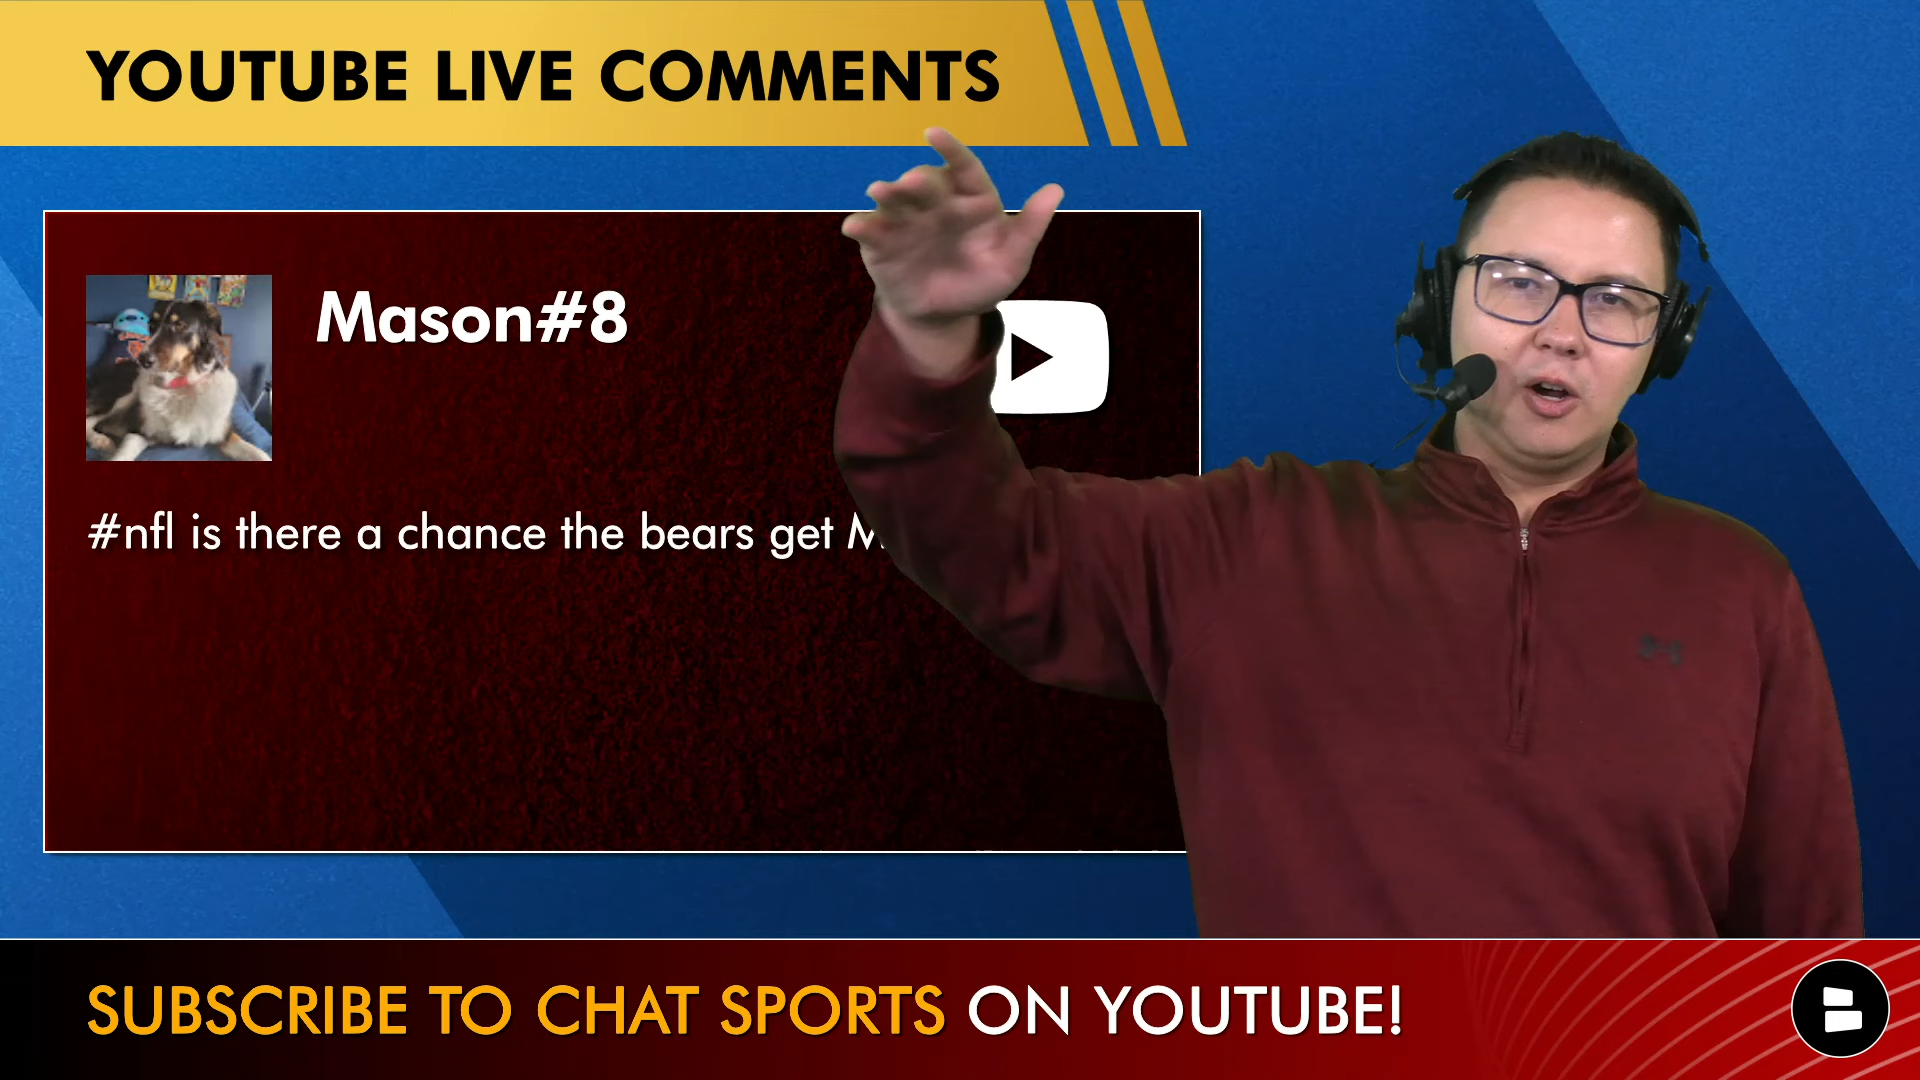 YOUTUBE LIVE COMMENTS
Mason#8
#nfl is there a chance the bears get
SUBSCRIBE TO CHAT SPORTS ON YOUTUBE!